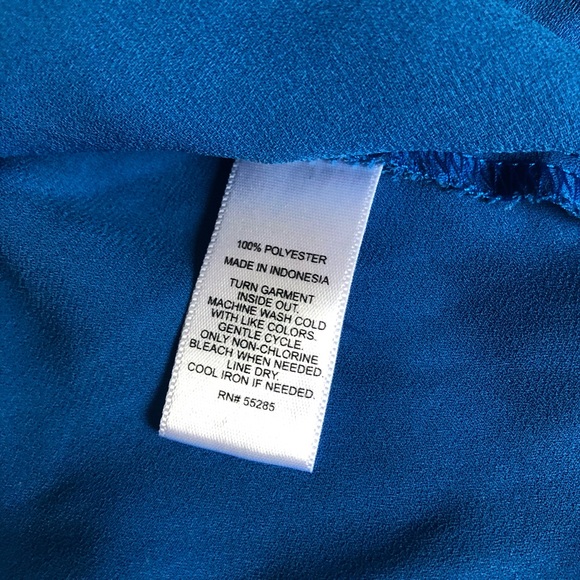 100% POLYESTER
MADE IN INDONESIA
TURN GARMENT
INSIDE OUT.
MACHINE WASH COLD
WITH LIKE COLORS.
GENTLE CYCLE.
ONLY NON-CHLORINE
BLEACH WHEN NEEDED.
LINE DRY.
COOL IRON IF NEEDED.
RN# 55285